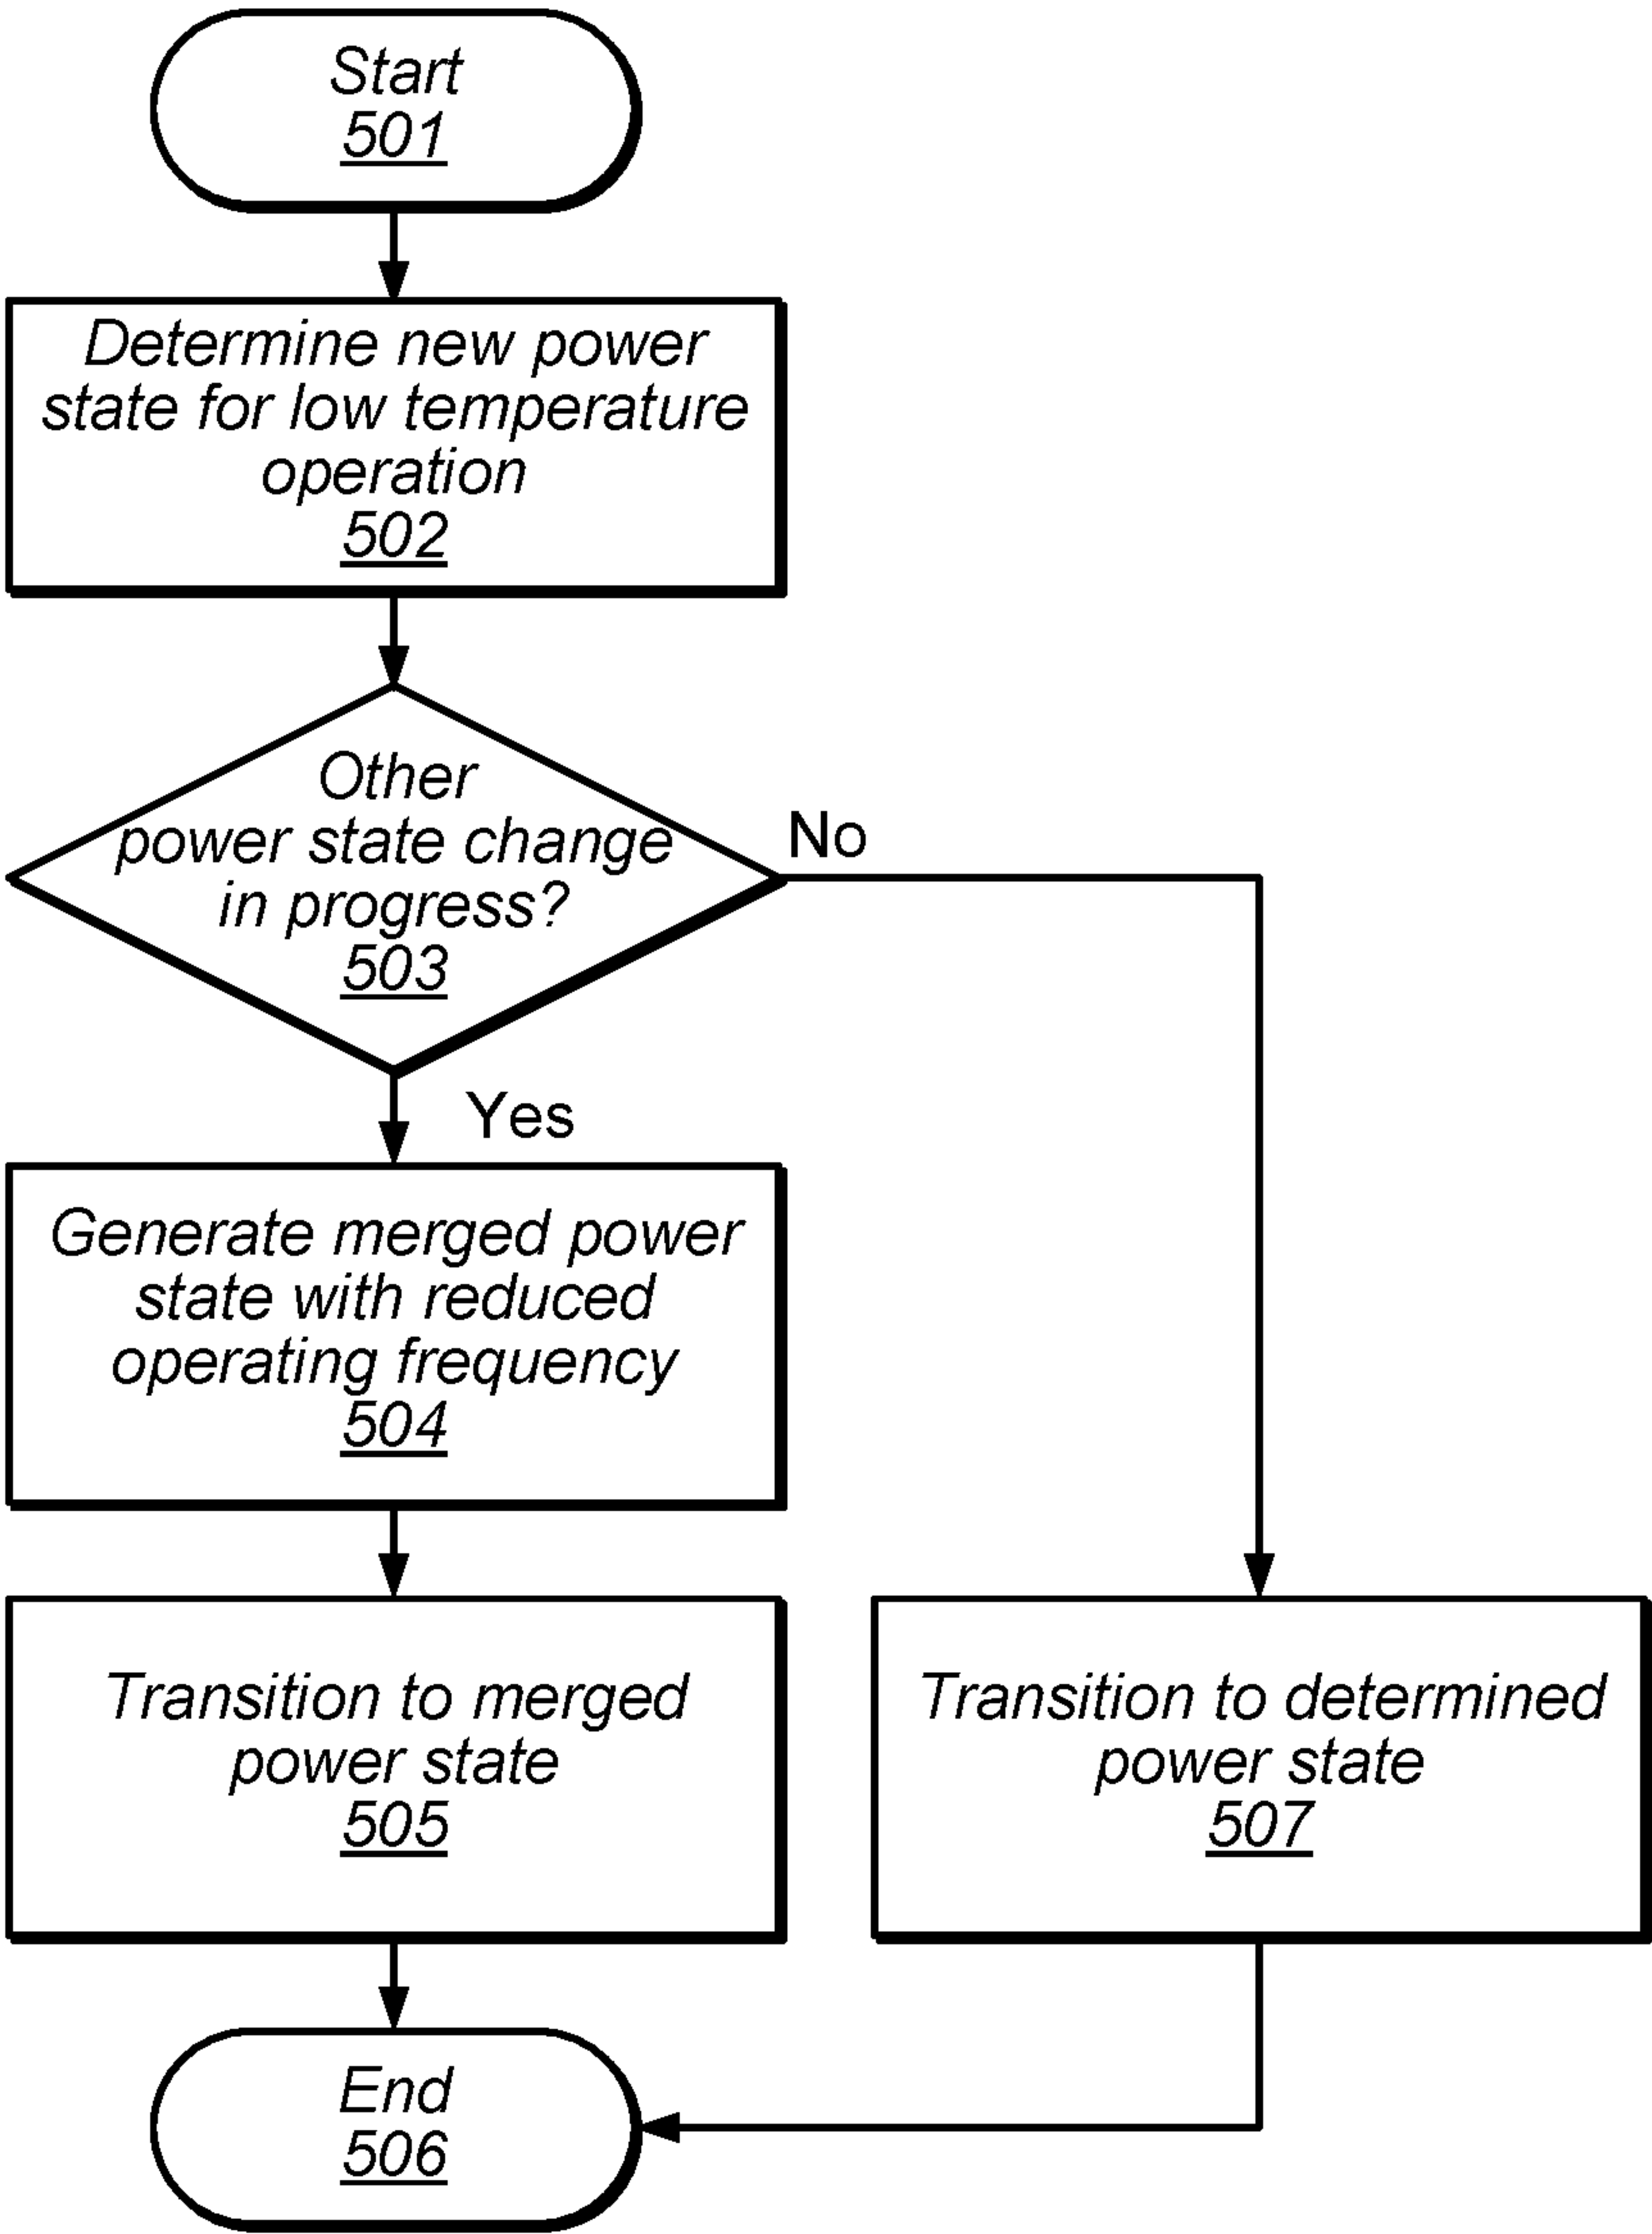 Start
501
Determine new power
state for low temperature
operation
502
Other
power state change
in progress?
503
No
Yes
Generate merged power
state with reduced
operating frequency
504
Transition to merged
power state
505
Transition to determined
power state
507
End
506